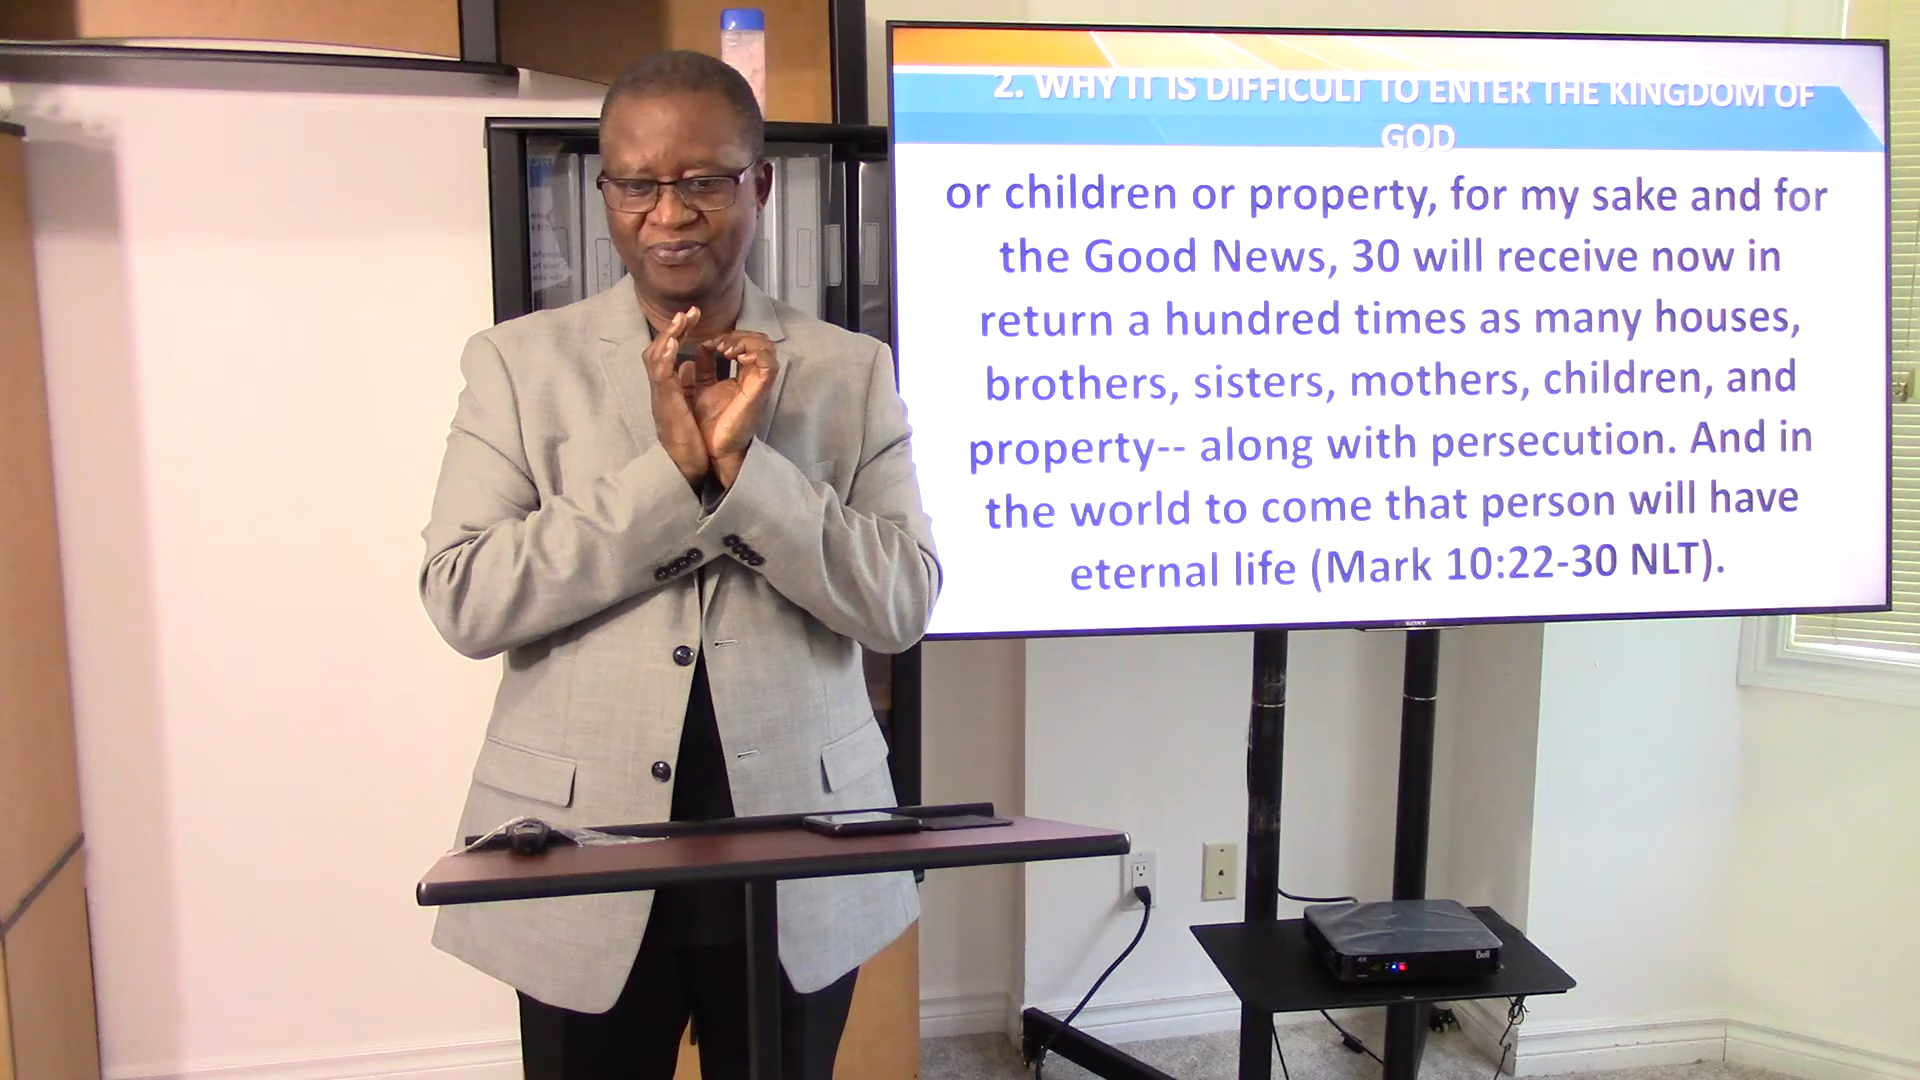 2. WHY IT IS DIFFICULT TO ENTER THE KINGDOM OF
GOD
or children or property, for my sake and for
the Good News, 30 will receive now in
return a hundred times as many houses,
brothers, sisters, mothers, children, and
property-- along with persecution. And in
the world to come that person will have
eternal life (Mark 10:22-30 NLT).
SONY
Bell